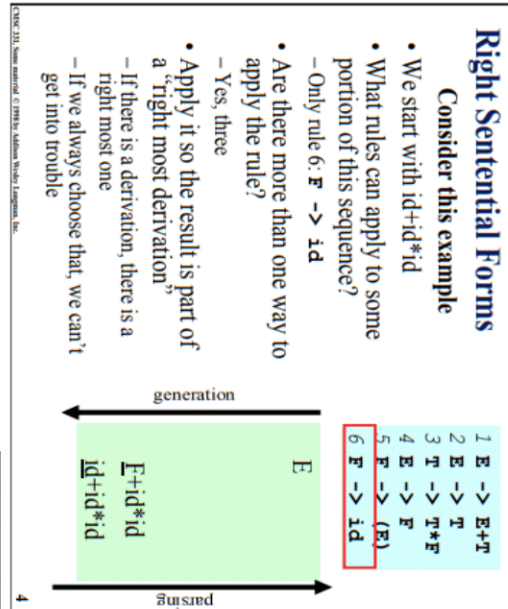 Right Sentential Forms
Consider this example
• We start with id+id*id
• What rules can apply to some
portion of this sequence?
– Only rule 6: F -> id
• Are there more than one way to
apply the rule?
– Yes, three
• Apply it so the result is part of
a “right most derivation”
– If there is a derivation, there is a
right most one
– If we always choose that, we can’t
get into trouble
1 E -> E+T
2 E -> T
3 T -> T*F
4 E -> F
5 F -> (E)
6 F -> id
generation
E
F+id*id
id+id*id
parsing
CMSC 331, Some material © 1998 by Addison Wesley Longman, Inc.
4